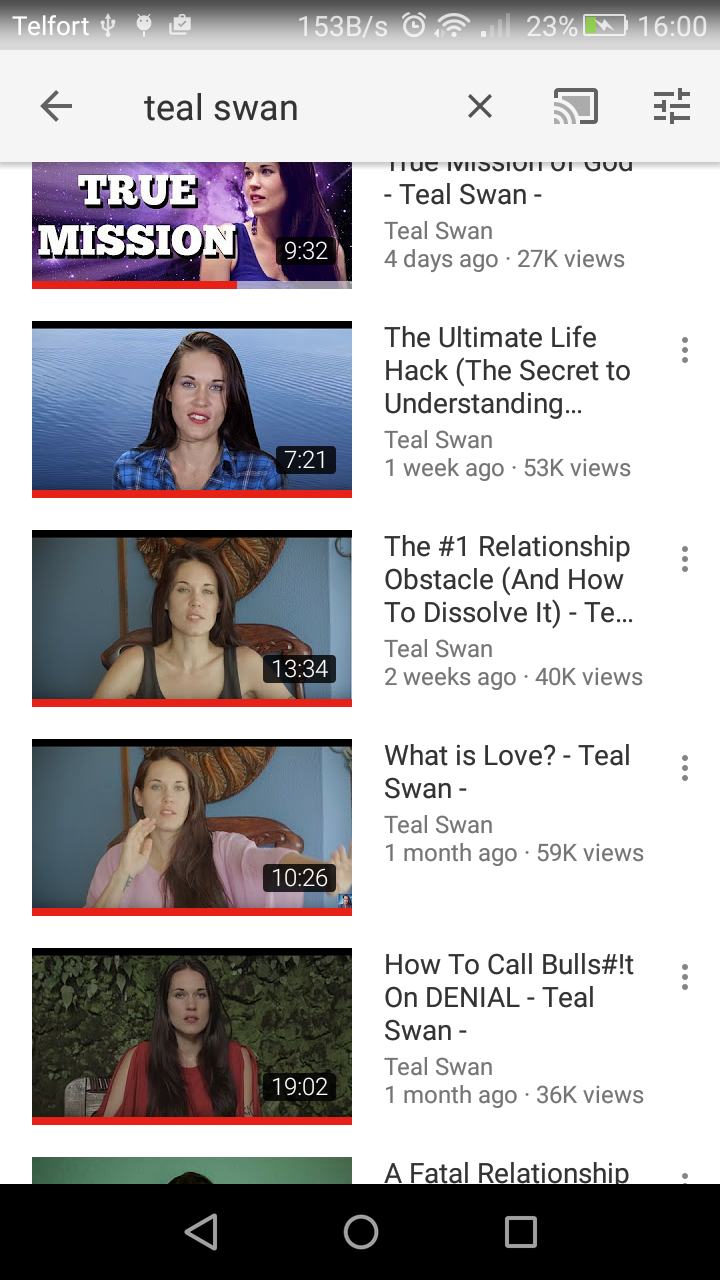 Telfort 153B/s 23% 16:00
teal swan
TRUE
MISSION
9:32
True Mission of God
- Teal Swan -
Teal Swan
4 days ago · 27K views
7:21
The Ultimate Life
Hack (The Secret to
Understanding...
Teal Swan
1 week ago · 53K views
13:34
The #1 Relationship
Obstacle (And How
To Dissolve It) - Te...
Teal Swan
2 weeks ago · 40K views
10:26
What is Love? - Teal
Swan -
Teal Swan
1 month ago · 59K views
19:02
How To Call Bulls#!t
On DENIAL - Teal
Swan -
Teal Swan
1 month ago · 36K views
A Fatal Relationship